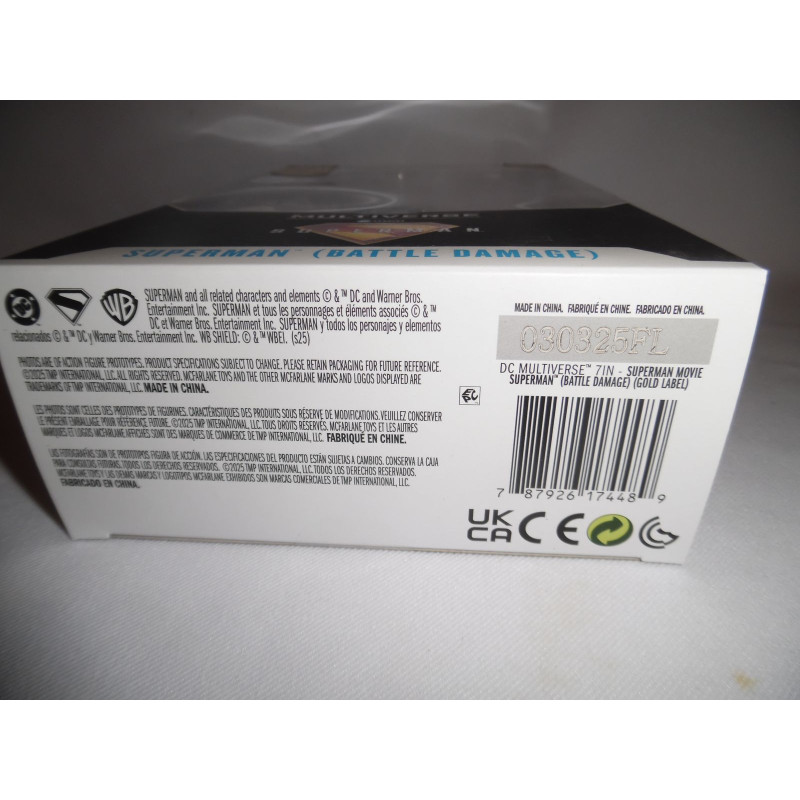 MULTIVERSE
SUPERMAN
SUPERMAN™ (BATTLE DAMAGE)
DC
WB
SUPERMAN and all related characters and elements © & ™ DC and Warner Bros.
Entertainment Inc. SUPERMAN et tous les personnages et éléments associés © & ™
DC et Warner Bros. Entertainment Inc. SUPERMAN y todos los personajes y elementos
relacionados © & ™ DC y Warner Bros. Entertainment Inc. WB SHIELD: © & ™ WBEI. (s25)
PHOTOS ARE OF ACTION FIGURE PROTOTYPES. PRODUCT SPECIFICATIONS SUBJECT TO CHANGE. PLEASE RETAIN PACKAGING FOR FUTURE REFERENCE.
©2025 TMP INTERNATIONAL, LLC. ALL RIGHTS RESERVED. MCFARLANE TOYS AND THE OTHER MCFARLANE MARKS AND LOGOS DISPLAYED ARE
TRADEMARKS OF TMP INTERNATIONAL, LLC. MADE IN CHINA.
LES PHOTOS SONT CELLES DES PROTOTYPES DE FIGURINES. CARACTÉRISTIQUES DES PRODUITS SOUS RÉSERVE DE MODIFICATIONS. VEUILLEZ CONSERVER
LE PRÉSENT EMBALLAGE POUR RÉFÉRENCE FUTURE. ©2025 TMP INTERNATIONAL, LLC. TOUS DROITS RÉSERVÉS. MCFARLANE TOYS ET LES AUTRES
MARQUES ET LOGOS MCFARLANE AFFICHÉS SONT DES MARQUES DE COMMERCE DE TMP INTERNATIONAL, LLC. FABRIQUÉ EN CHINE.
LAS FOTOGRAFÍAS SON DE PROTOTIPOS FIGURA DE ACCIÓN. LAS ESPECIFICACIONES DEL PRODUCTO ESTÁN SUJETAS A CAMBIOS. CONSERVA LA CAJA
PARA CONSULTAS FUTURAS. TODOS LOS DERECHOS RESERVADOS. ©2025 TMP INTERNATIONAL, LLC. TODOS LOS DERECHOS RESERVADOS.
MCFARLANE TOYS Y LAS DEMÁS MARCAS Y LOGOTIPOS MCFARLANE EXHIBIDOS SON MARCAS COMERCIALES DE TMP INTERNATIONAL, LLC.
FABRICADO EN CHINA.
MADE IN CHINA. FABRIQUÉ EN CHINE. FABRICADO EN CHINA.
030325PL
DC MULTIVERSE™ 7IN - SUPERMAN MOVIE
SUPERMAN™ (BATTLE DAMAGE) (GOLD LABEL)
7 87926 17448 9
UK
CA CE